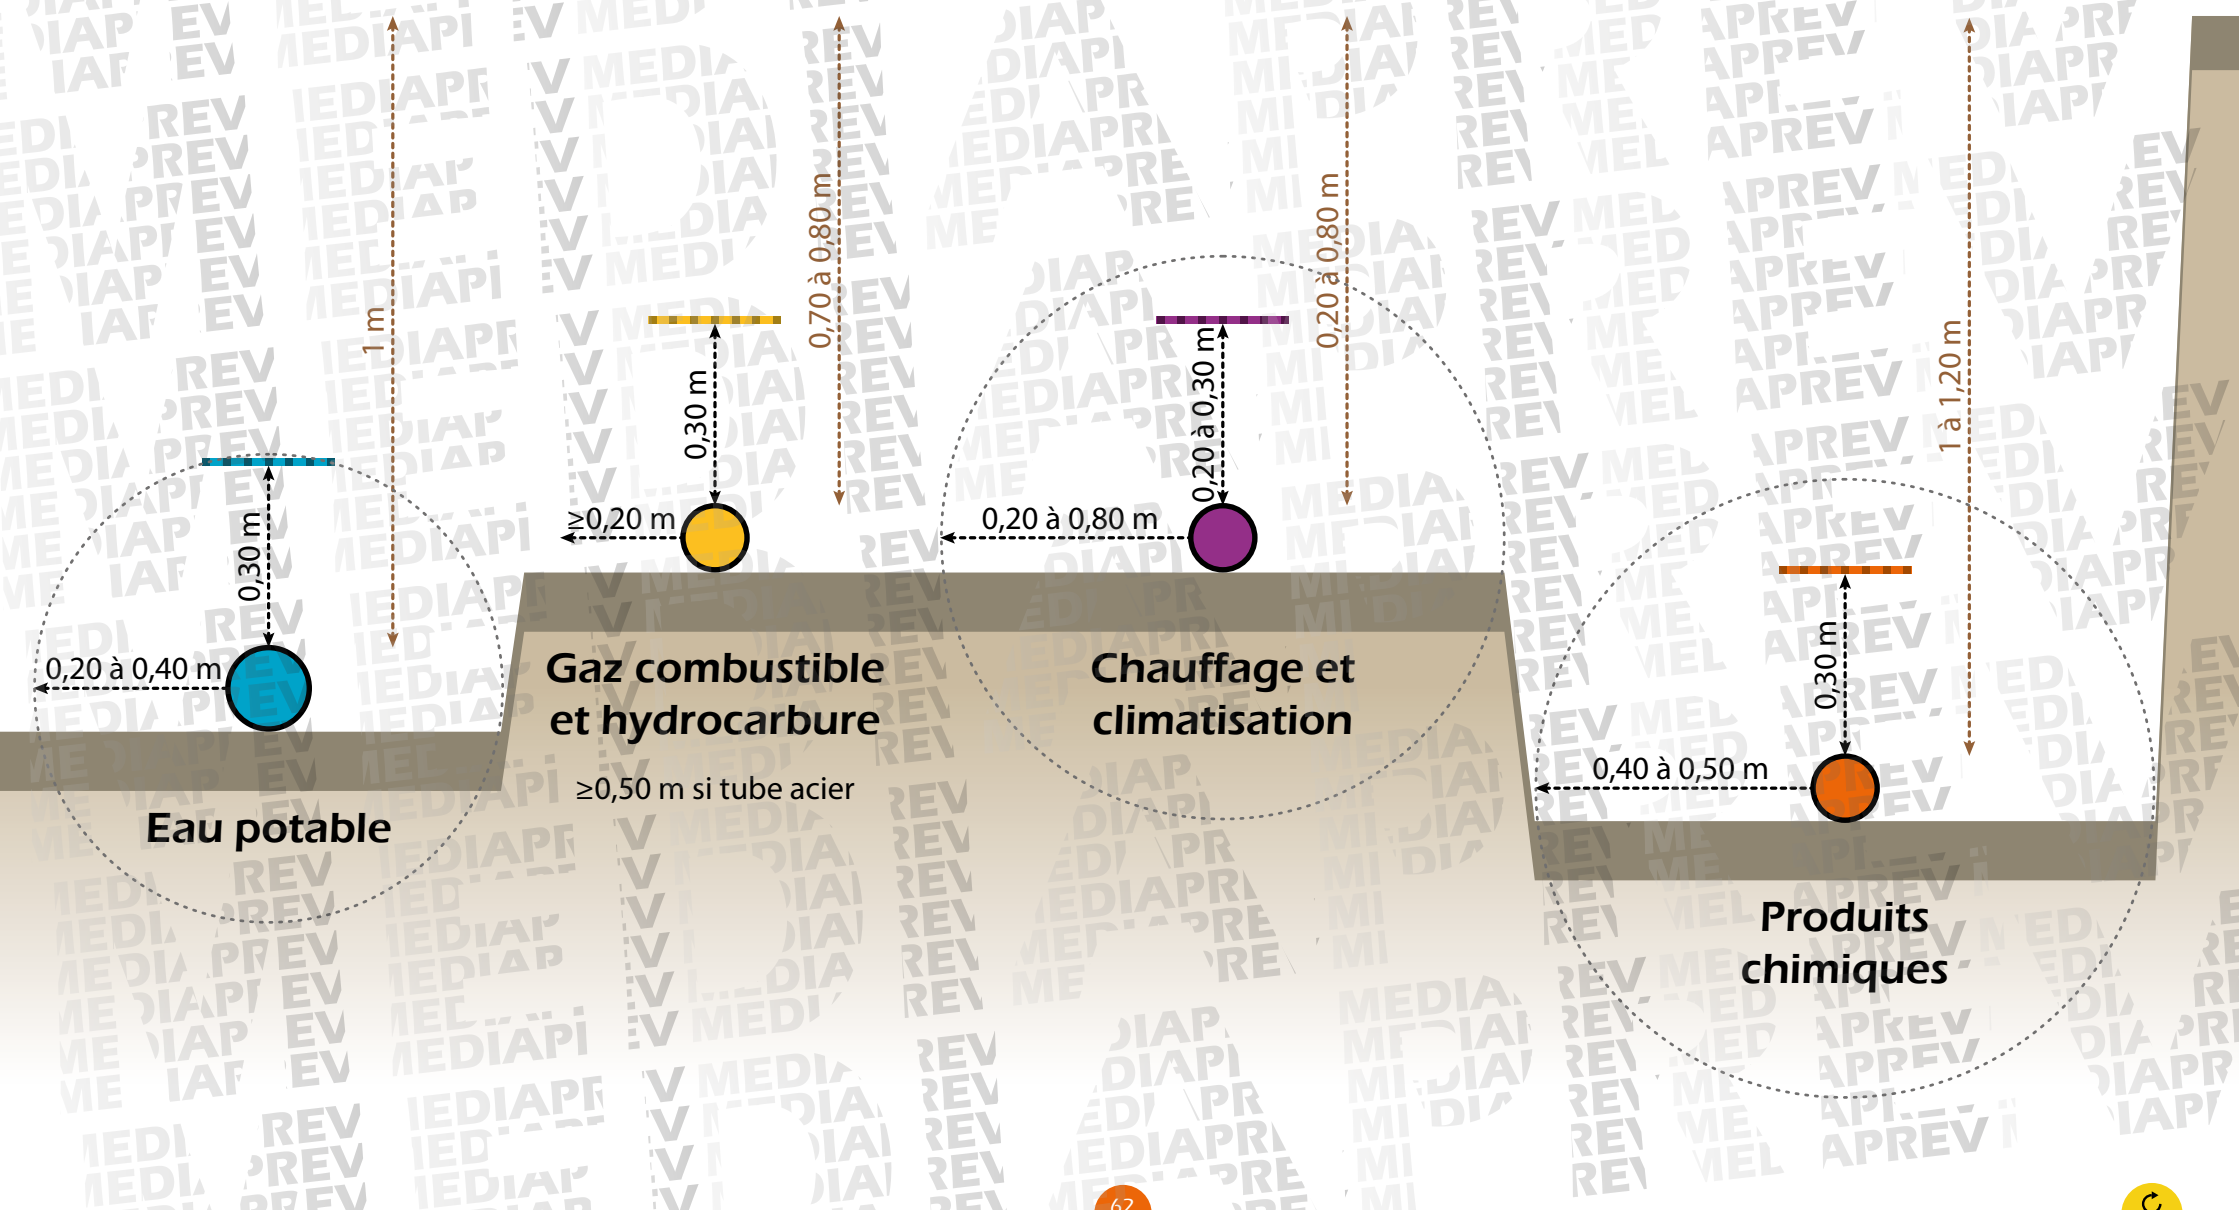 1 m
0,30 m
0,20 à 0,40 m
Eau potable
0,70 à 0,80 m
0,30 m
≥0,20 m
Gaz combustible
et hydrocarbure
≥0,50 m si tube acier
0,20 à 0,80 m
0,20 à 0,30 m
0,20 à 0,80 m
Chauffage et
climatisation
1 à 1,20 m
0,30 m
0,40 à 0,50 m
Produits
chimiques
62